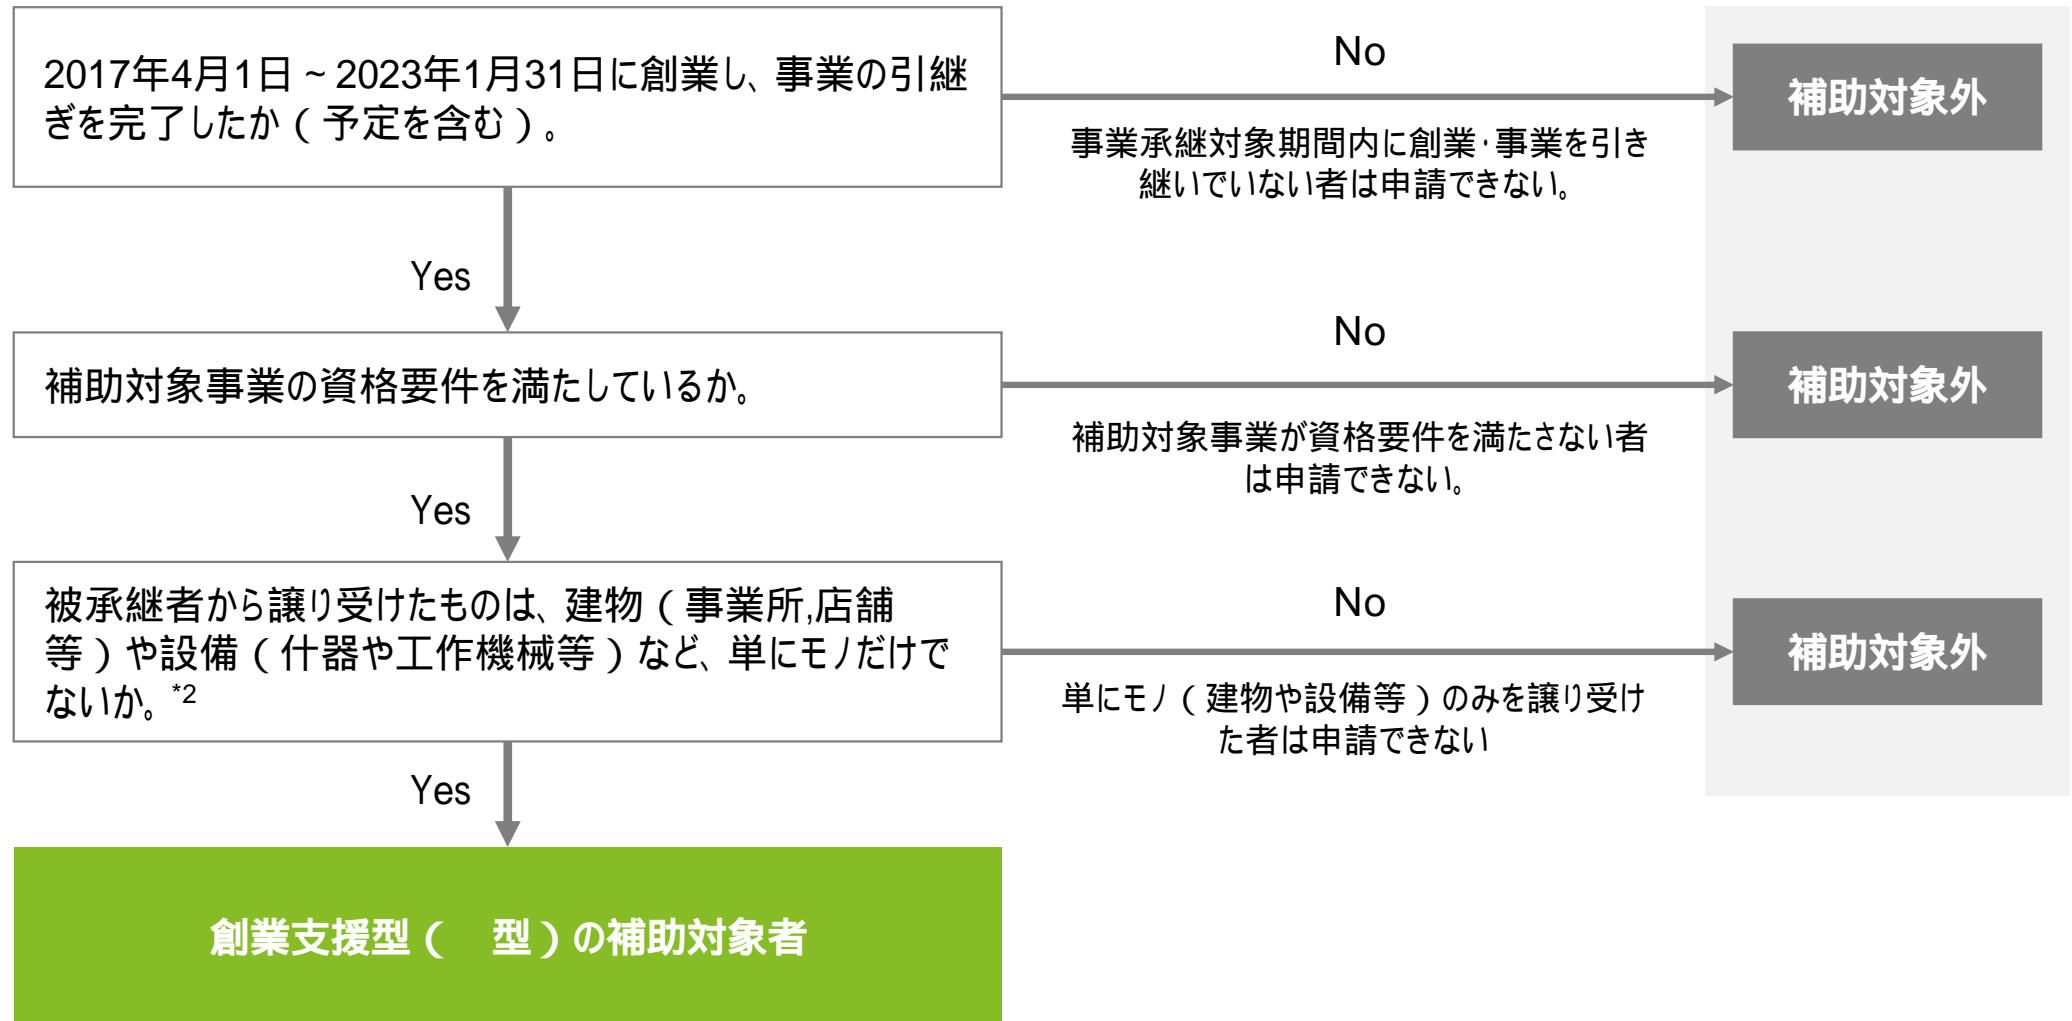 2017年4月1日~2023年1月31日に創業し、事業の引継
ぎを完了したか(予定を含む)。
No
補助対象外
事業承継対象期間内に創業・事業を引き
継いでいない者は申請できない。
Yes
補助対象事業の資格要件を満たしているか。
No
補助対象外
補助対象事業が資格要件を満たさない者
は申請できない。
Yes
被承継者から譲り受けたものは、建物(事業所,店舗
等)や設備(什器や工作機械等)など、単にモノだけで
ないか。*2
No
補助対象外
単にモノ(建物や設備等)のみを譲り受け
た者は申請できない
Yes
創業支援型( 型)の補助対象者